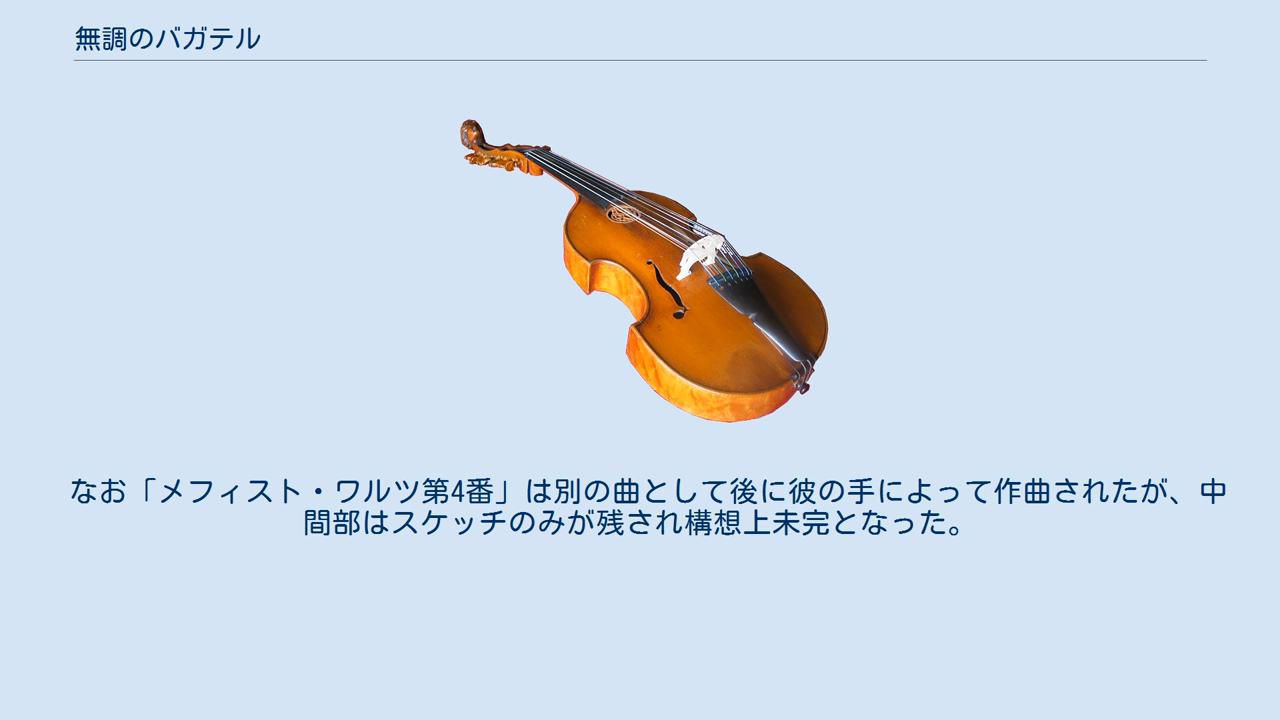 無調のバガテル
なお「メフィスト・ワルツ第4番」は別の曲として後に彼の手によって作曲されたが、中
間部はスケッチのみが残され構想上未完となった。